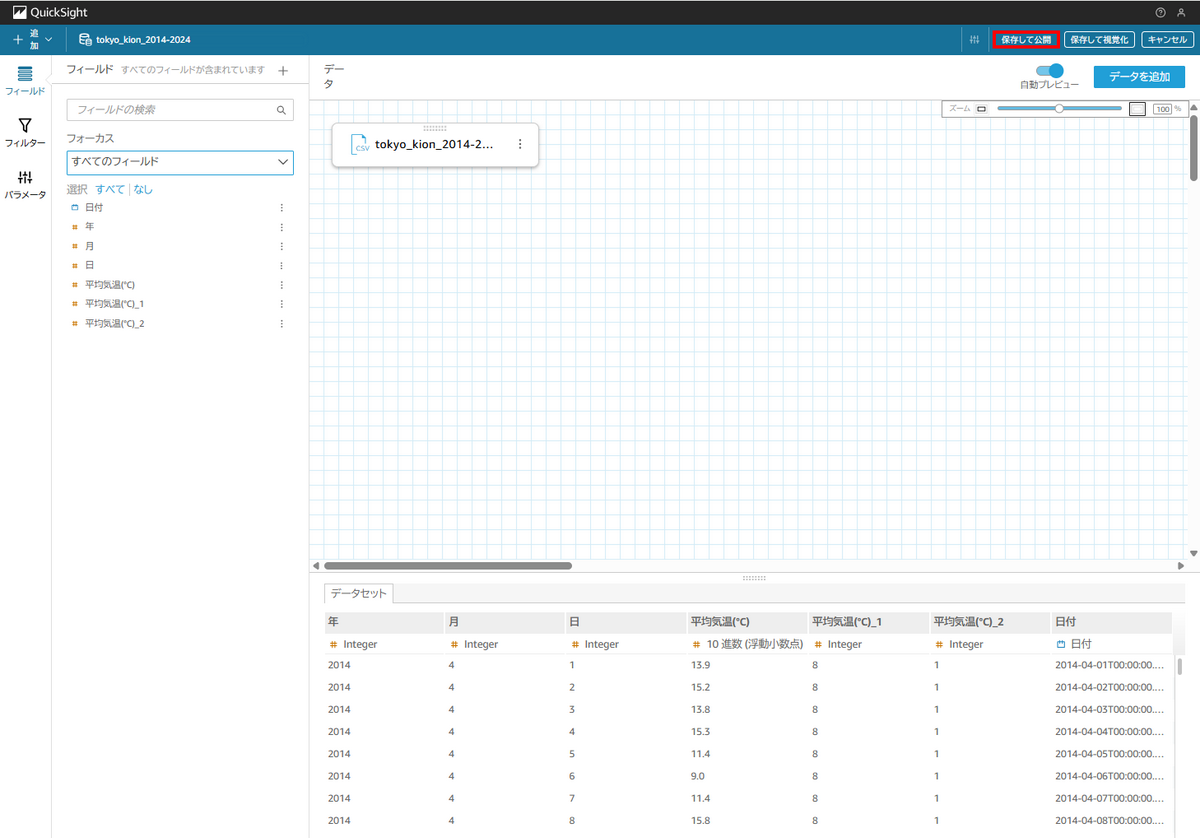 QuickSight
追加
tokyo_kion_2014-2024
保存して公開
保存して視覚化
キャンセル
フィールド
フィルター
パラメータ
フィールド すべてのフィールドが含まれています
フィールドの検索
フォーカス
すべてのフィールド
選択 すべて | なし
日付
年
月
日
平均気温(℃)
平均気温(℃)_1
平均気温(℃)_2
データ
自動プレビュー
データを追加
ズーム 100 %
CSV tokyo_kion_2014-2...
データセット
年 月 日 平均気温(℃) 平均気温(℃)_1 平均気温(℃)_2 日付
# Integer # Integer # Integer # 10 進数 (浮動小数点) # Integer # Integer 日付
2014 4 1 13.9 8 1 2014-04-01T00:00:00....
2014 4 2 15.2 8 1 2014-04-02T00:00:00....
2014 4 3 13.8 8 1 2014-04-03T00:00:00....
2014 4 4 15.3 8 1 2014-04-04T00:00:00....
2014 4 5 11.4 8 1 2014-04-05T00:00:00....
2014 4 6 9.0 8 1 2014-04-06T00:00:00....
2014 4 7 11.4 8 1 2014-04-07T00:00:00....
2014 4 8 15.8 8 1 2014-04-08T00:00:00....